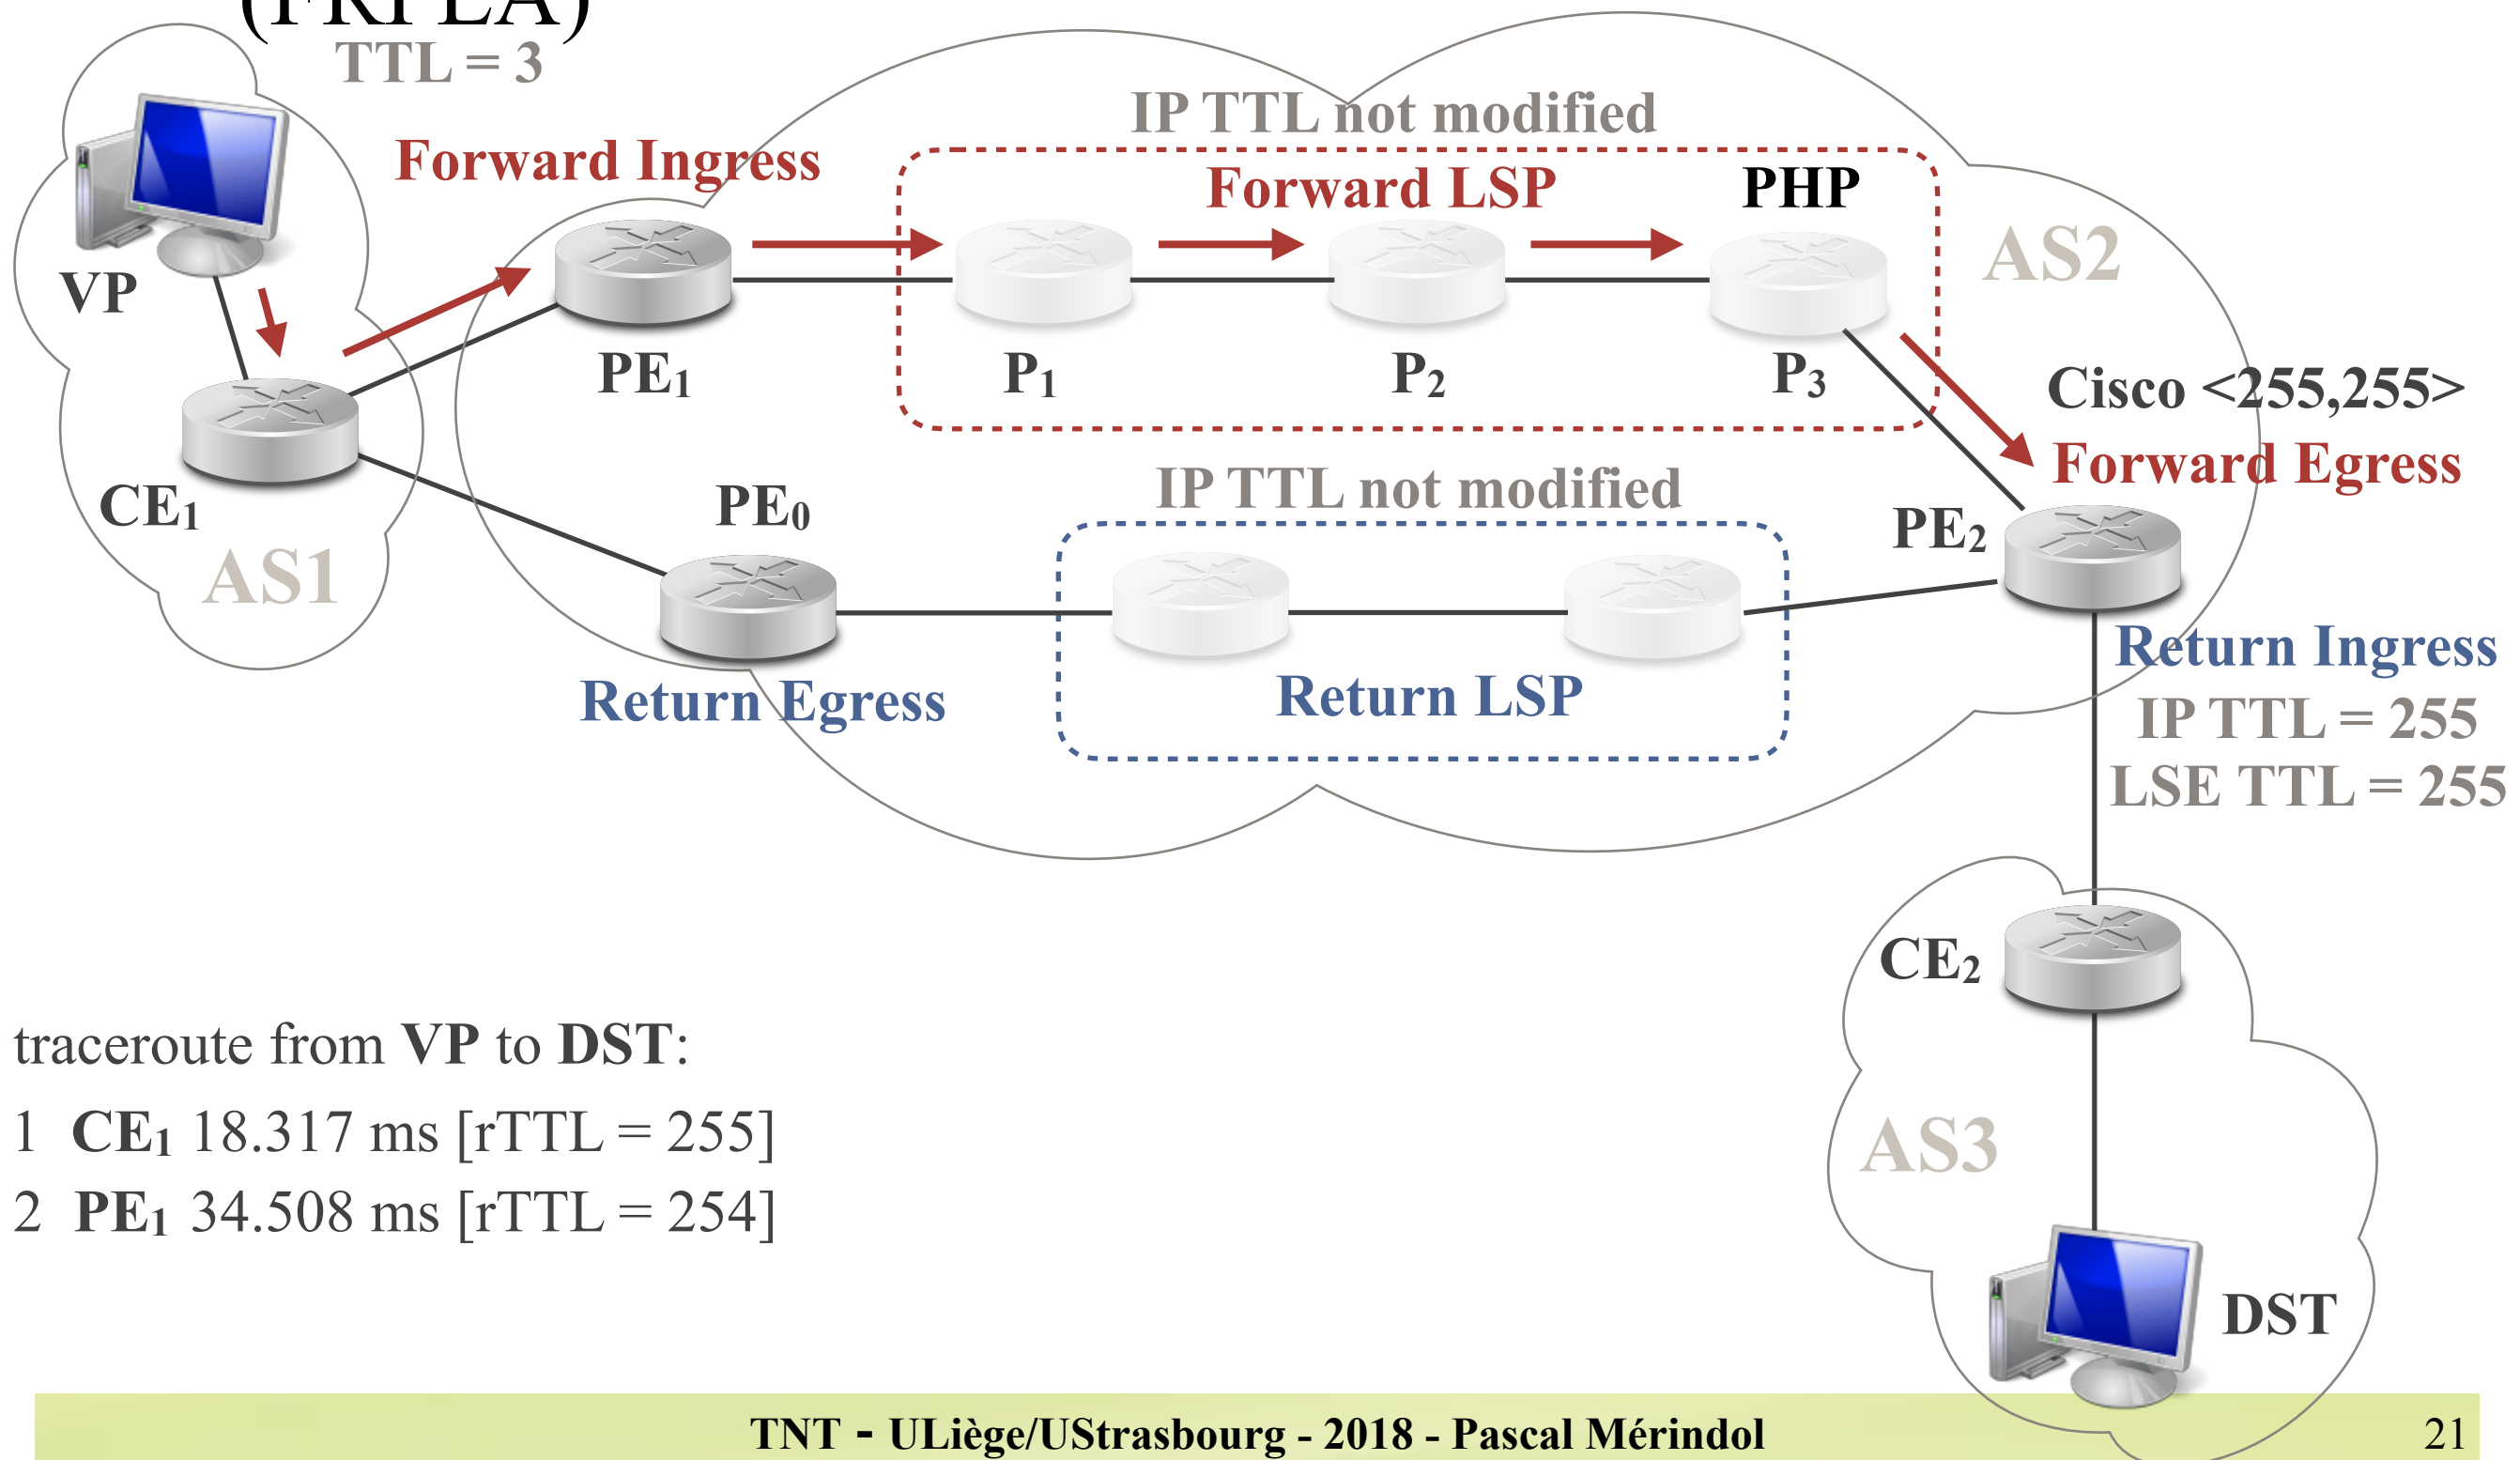 (FRPLA)
TTL = 3
IP TTL not modified
Forward Ingress
Forward LSP
PHP
AS2
VP
PE₁
P₁
P₂
P₃
Cisco <255,255>
Forward Egress
IP TTL not modified
CE₁
PE₀
PE₂
AS1
Return Egress
Return LSP
Return Ingress
IP TTL = 255
LSE TTL = 255
CE₂
traceroute from VP to DST:
1 CE₁ 18.317 ms [rTTL = 255]
2 PE₁ 34.508 ms [rTTL = 254]
AS3
DST
TNT - ULiège/UStrasbourg - 2018 - Pascal Mérindol
21